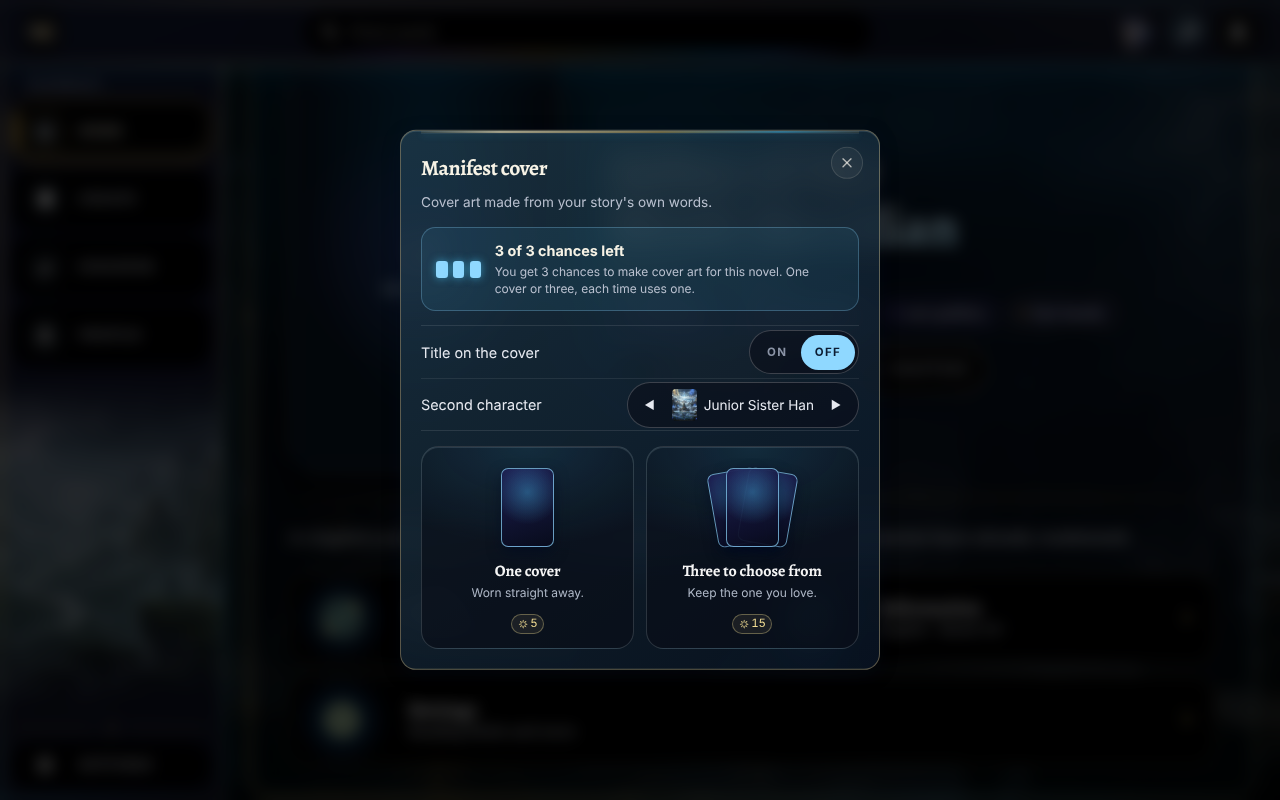 Manifest cover
Cover art made from your story's own words.
3 of 3 chances left
You get 3 chances to make cover art for this novel. One
cover or three, each time uses one.
Title on the cover
ON
OFF
Second character
Junior Sister Han
One cover
Worn straight away.
5
Three to choose from
Keep the one you love.
15